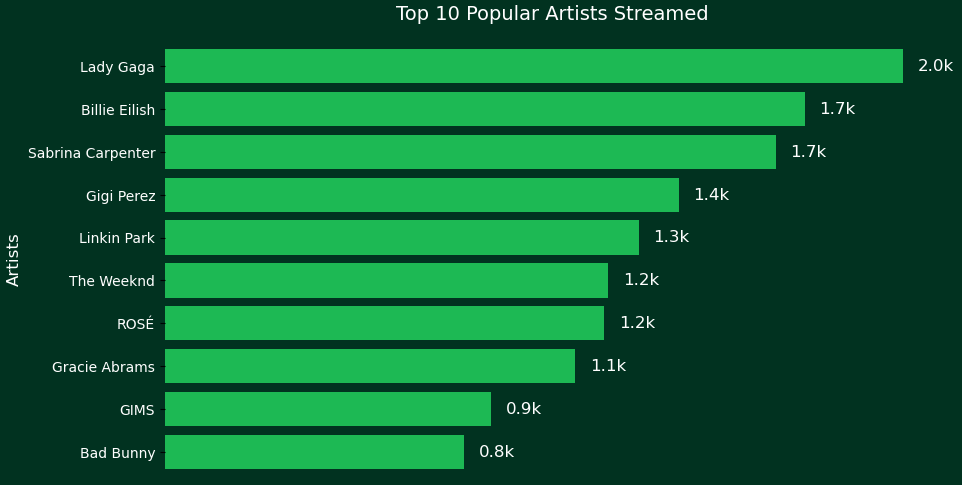 Top 10 Popular Artists Streamed
Artists
Lady Gaga 2.0k
Billie Eilish 1.7k
Sabrina Carpenter 1.7k
Gigi Perez 1.4k
Linkin Park 1.3k
The Weeknd 1.2k
ROSÉ 1.2k
Gracie Abrams 1.1k
GIMS 0.9k
Bad Bunny 0.8k